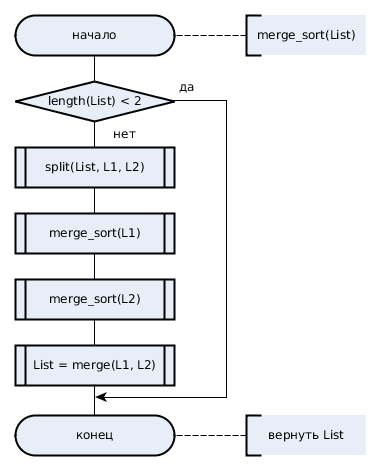 начало
merge_sort(List)
length(List) < 2
да
нет
split(List, L1, L2)
merge_sort(L1)
merge_sort(L2)
List = merge(L1, L2)
конец
вернуть List